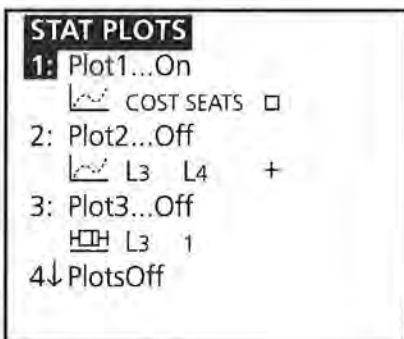 STAT PLOTS
1: Plot1...On
COST SEATS □
2: Plot2...Off
L3 L4 +
3: Plot3...Off
L3 1
4↓PlotsOff